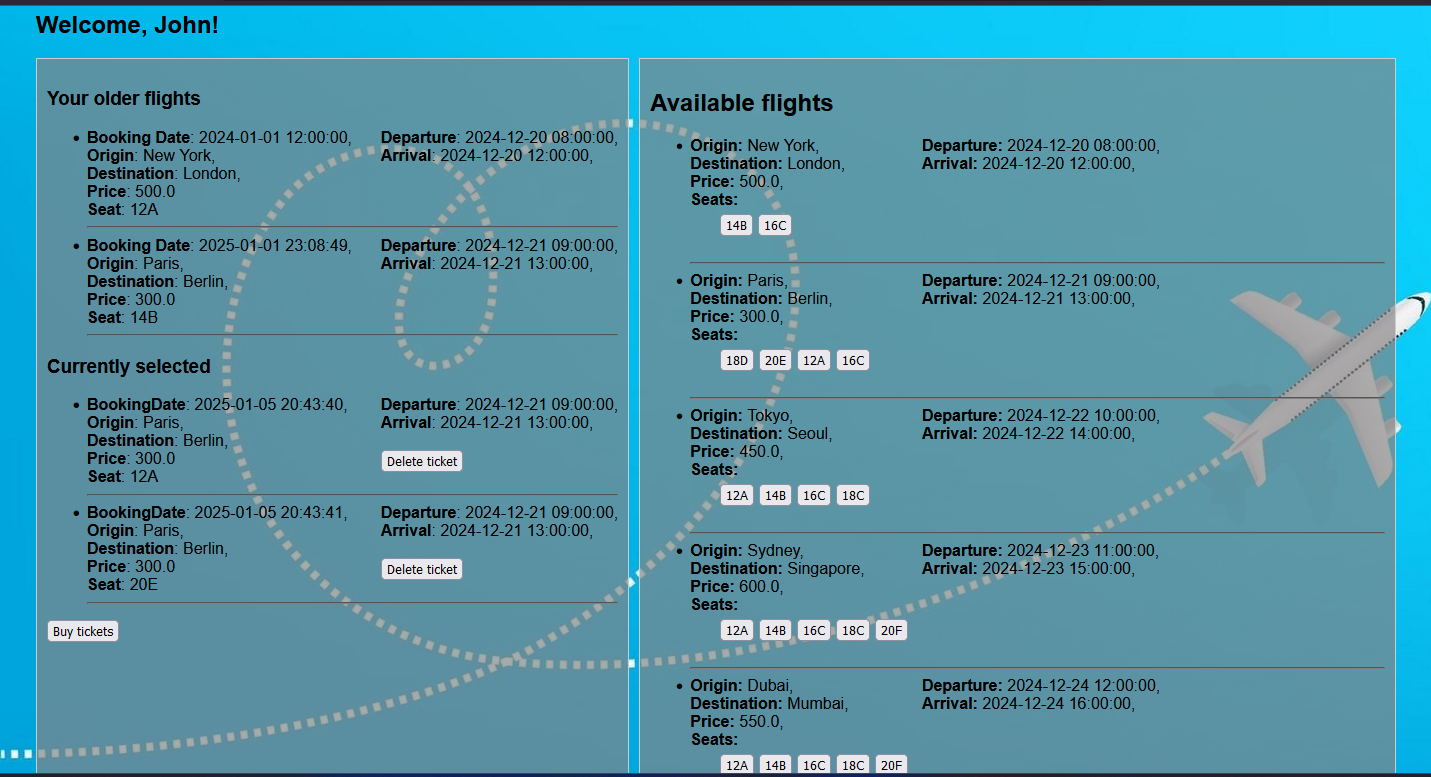 Welcome, John!
Your older flights
Booking Date: 2024-01-01 12:00:00,
Origin: New York,
Destination: London,
Price: 500.0
Seat: 12A
Departure: 2024-12-20 08:00:00,
Arrival: 2024-12-20 12:00:00,
Booking Date: 2025-01-01 23:08:49,
Origin: Paris,
Destination: Berlin,
Price: 300.0
Seat: 14B
Departure: 2024-12-21 09:00:00,
Arrival: 2024-12-21 13:00:00,
Currently selected
BookingDate: 2025-01-05 20:43:40,
Origin: Paris,
Destination: Berlin,
Price: 300.0
Seat: 12A
Departure: 2024-12-21 09:00:00,
Arrival: 2024-12-21 13:00:00,
Delete ticket
BookingDate: 2025-01-05 20:43:41,
Origin: Paris,
Destination: Berlin,
Price: 300.0
Seat: 20E
Departure: 2024-12-21 09:00:00,
Arrival: 2024-12-21 13:00:00,
Delete ticket
Buy tickets
Available flights
Origin: New York,
Destination: London,
Price: 500.0,
Seats:
14B 16C
Departure: 2024-12-20 08:00:00,
Arrival: 2024-12-20 12:00:00,
Origin: Paris,
Destination: Berlin,
Price: 300.0,
Seats:
18D 20E 12A 16C
Departure: 2024-12-21 09:00:00,
Arrival: 2024-12-21 13:00:00,
Origin: Tokyo,
Destination: Seoul,
Price: 450.0,
Seats:
12A 14B 16C 18C
Departure: 2024-12-22 10:00:00,
Arrival: 2024-12-22 14:00:00,
Origin: Sydney,
Destination: Singapore,
Price: 600.0,
Seats:
12A 14B 16C 18C 20F
Departure: 2024-12-23 11:00:00,
Arrival: 2024-12-23 15:00:00,
Origin: Dubai,
Destination: Mumbai,
Price: 550.0,
Seats:
12A 14B 16C 18C 20F
Departure: 2024-12-24 12:00:00,
Arrival: 2024-12-24 16:00:00,